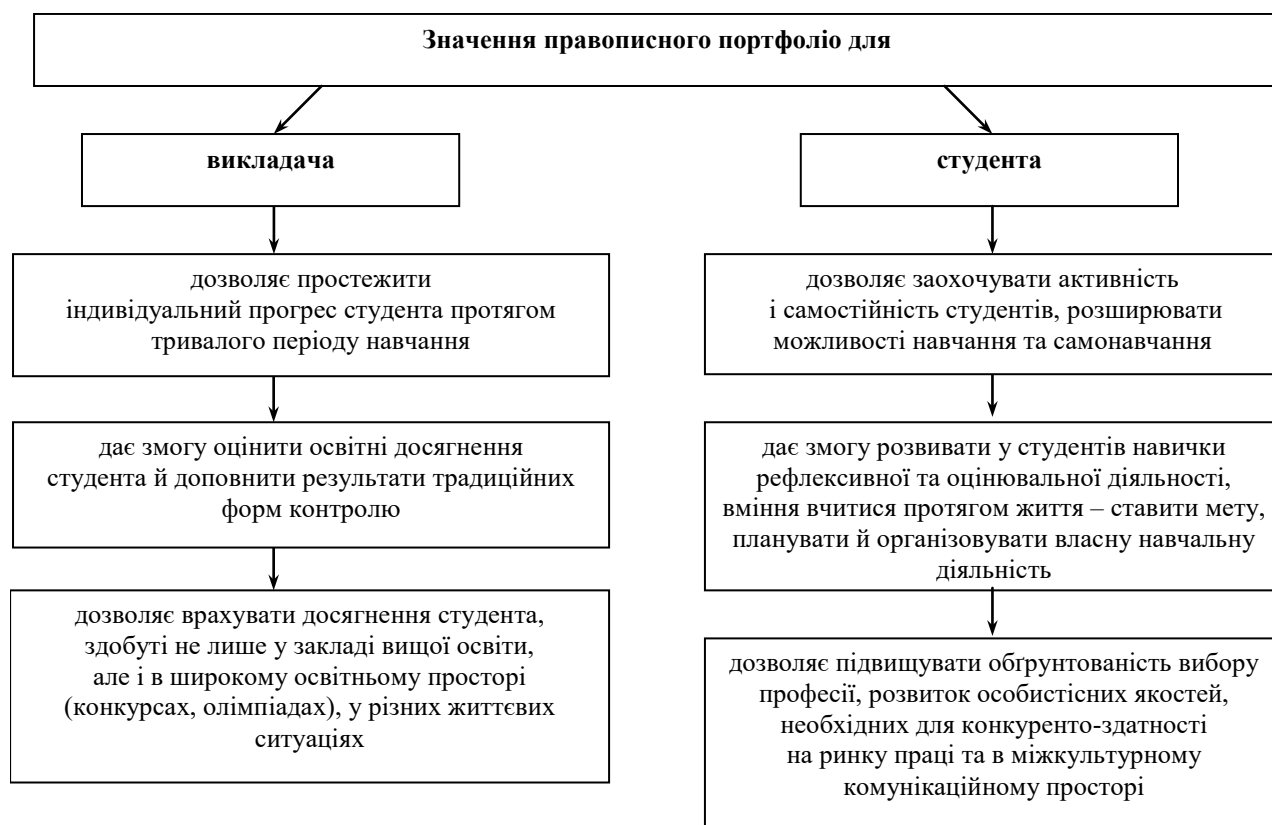 Значення правописного портфоліо для
викладача
дозволяє простежити
індивідуальний прогрес студента протягом
тривалого періоду навчання
дає змогу оцінити освітні досягнення
студента й доповнити результати традиційних
форм контролю
дозволяє врахувати досягнення студента,
здобуті не лише у закладі вищої освіти,
але і в широкому освітньому просторі
(конкурсах, олімпіадах), у різних життєвих
ситуаціях
студента
дозволяє заохочувати активність
і самостійність студентів, розширювати
можливості навчання та самонавчання
дає змогу розвивати у студентів навички
рефлексивної та оцінювальної діяльності,
вміння вчитися протягом життя – ставити мету,
планувати й організовувати власну навчальну
діяльність
дозволяє підвищувати обґрунтованість вибору
професії, розвиток особистісних якостей,
необхідних для конкуренто-здатності
на ринку праці та в міжкультурному
комунікаційному просторі